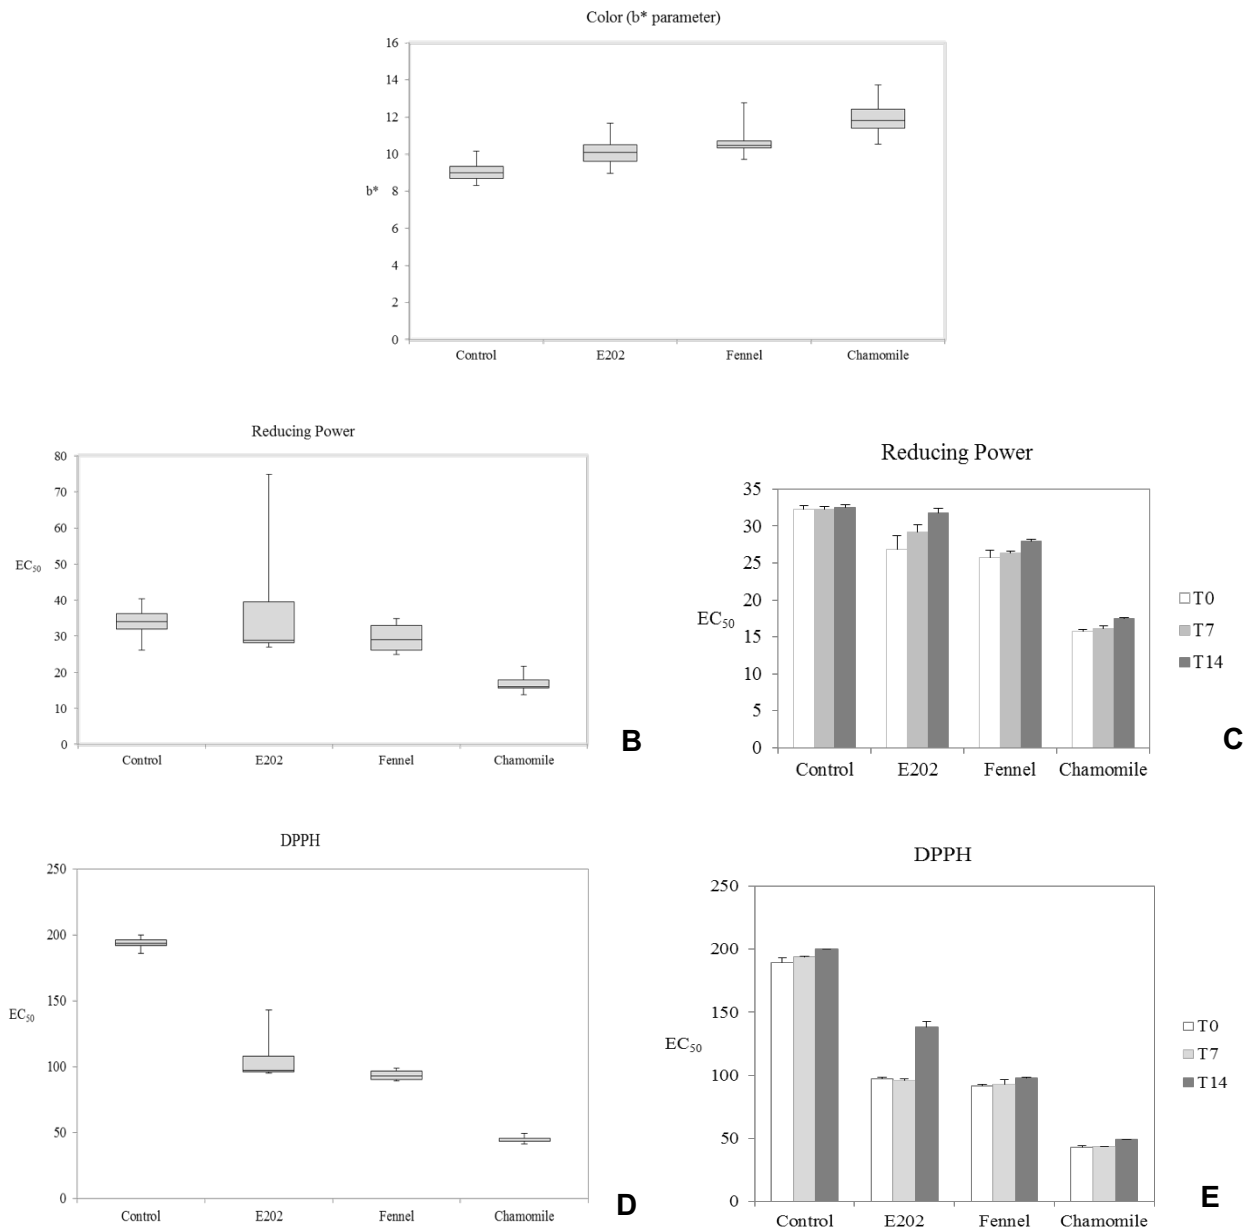 Color (b* parameter)
16
14
12
10
8
6
4
2
0
b*
Control E202 Fennel Chamomile
Reducing Power
80
70
60
50
40
30
20
10
0
EC50
Control E202 Fennel Chamomile
B
Reducing Power
35
30
25
20
15
10
5
0
EC50
Control E202 Fennel Chamomile
T0
T7
T14
C
DPPH
250
200
150
100
50
0
EC50
Control E202 Fennel Chamomile
D
DPPH
250
200
150
100
50
0
EC50
Control E202 Fennel Chamomile
T0
T7
T14
E